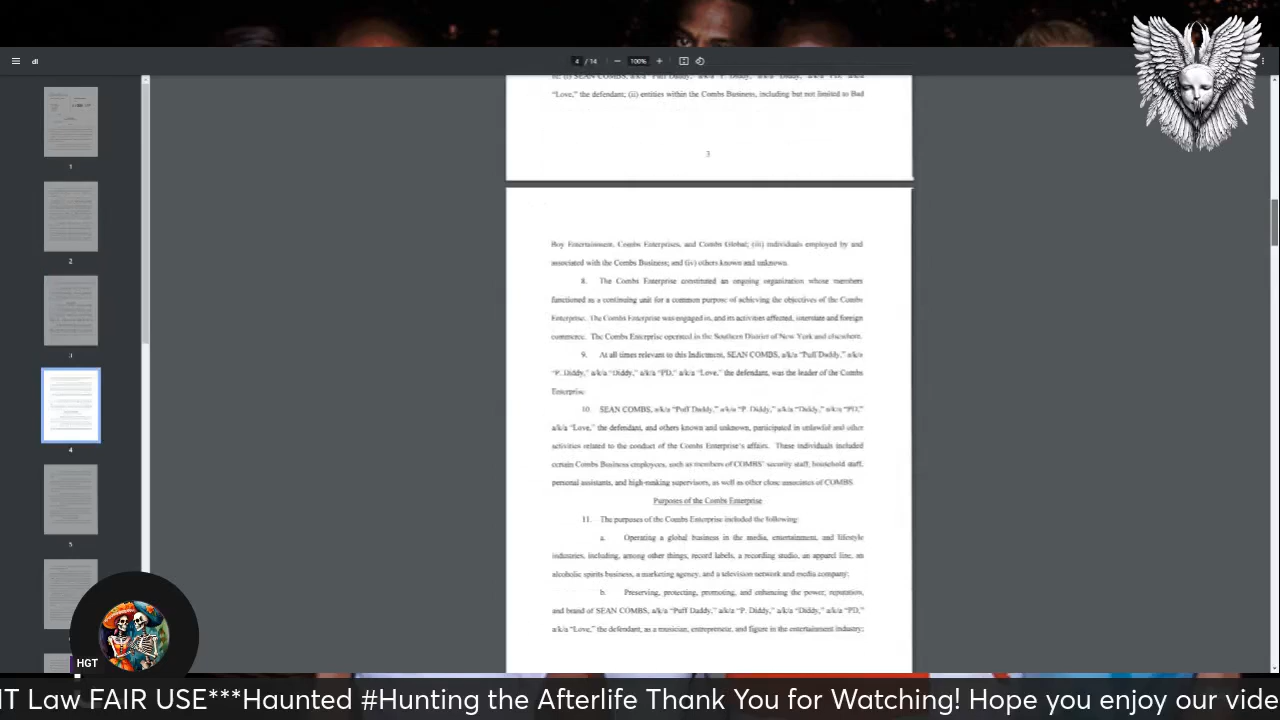 4 / 14
100%
"Love," the defendant; (ii) entities within the Combs Business, including but not limited to Bad
3
Boy Entertainment, Combs Enterprises, and Combs Global; (iii) individuals employed by and
associated with the Combs Business; and (iv) others known and unknown.
8. The Combs Enterprise constituted an ongoing organization whose members
functioned as a continuing unit for a common purpose of achieving the objectives of the Combs
Enterprise. The Combs Enterprise was engaged in, and its activities affected, interstate and foreign
commerce. The Combs Enterprise operated in the Southern District of New York and elsewhere.
9. At all times relevant to this Indictment, SEAN COMBS, a/k/a "Puff Daddy," a/k/a
"P. Diddy," a/k/a "Diddy," a/k/a "PD," a/k/a "Love," the defendant, was the leader of the Combs
Enterprise.
10. SEAN COMBS, a/k/a "Puff Daddy," a/k/a "P. Diddy," a/k/a "Diddy," a/k/a "PD,"
a/k/a "Love," the defendant, and others known and unknown, participated in unlawful and other
activities related to the conduct of the Combs Enterprise's affairs. These individuals included
certain Combs Business employees, such as members of COMBS' security staff, household staff,
personal assistants, and high-ranking supervisors, as well as other close associates of COMBS.
Purposes of the Combs Enterprise
11. The purposes of the Combs Enterprise included the following:
a. Operating a global business in the media, entertainment, and lifestyle
industries, including, among other things, record labels, a recording studio, an apparel line, an
alcoholic spirits business, a marketing agency, and a television network and media company;
b. Preserving, protecting, promoting, and enhancing the power, reputation,
and brand of SEAN COMBS, a/k/a "Puff Daddy," a/k/a "P. Diddy," a/k/a "Diddy," a/k/a "PD,"
a/k/a "Love," the defendant, as a musician, entrepreneur, and figure in the entertainment industry;
1
2
3
4
5
HGT
Law FAIR USE***Haunted #Hunting the Afterlife Thank You for Watching! Hope you enjoy our vide